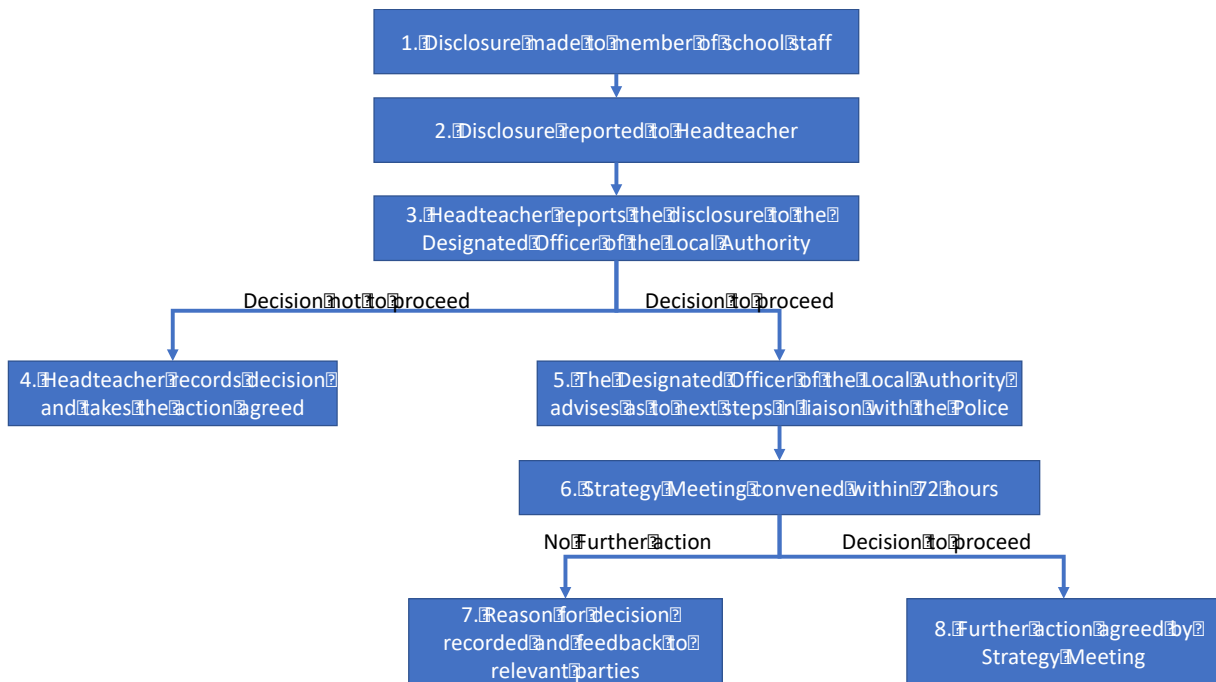 1. Disclosure made to member of school staff
2. Disclosure reported to Headteacher
3. Headteacher reports the disclosure to the
Designated Officer of the Local Authority
Decision not to proceed
Decision to proceed
4. Headteacher records decision
and takes the action agreed
5. The Designated Officer of the Local Authority
advises as to next steps in liaison with the Police
6. Strategy Meeting convened within 72 hours
No Further action
Decision to proceed
7. Reason for decision
recorded and feedback to
relevant parties
8. Further action agreed by
Strategy Meeting